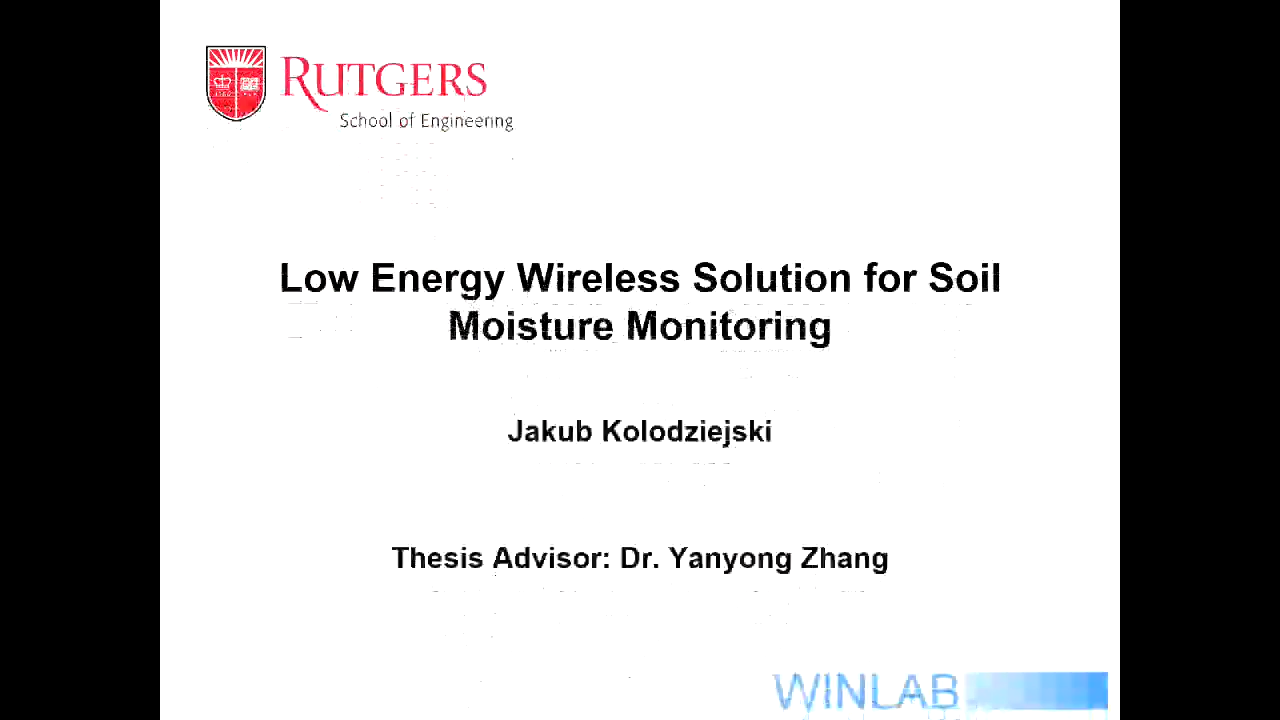 RUTGERS
School of Engineering
Low Energy Wireless Solution for Soil
Moisture Monitoring
Jakub Kolodziejski
Thesis Advisor: Dr. Yanyong Zhang
WINLAB